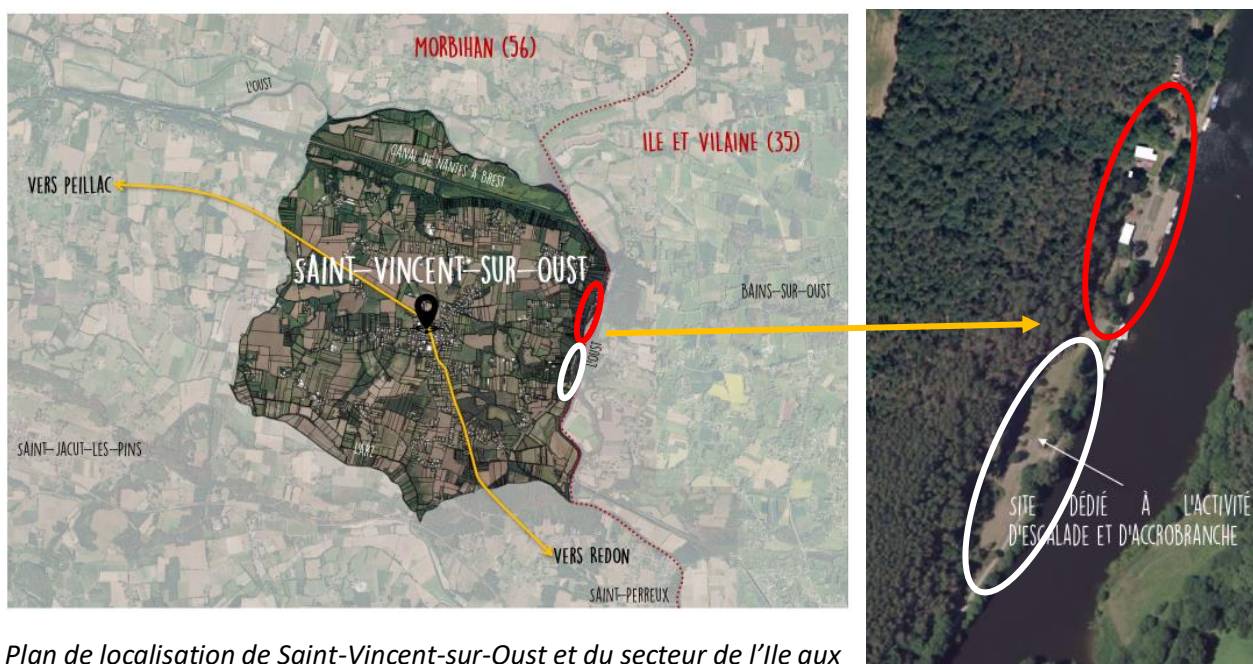 MORBIHAN (56)
L'OUST
ILE ET VILAINE (35)
CANAL DE NANTES À BREST
VERS PEILLAC
SAINT-VINCENT-SUR-OUST
BAINS-SUR-OUST
L'OUST
SAINT-JACUT-LES-PINS
L'ARZ
VERS REDON
SAINT-PERREUX
SITE DÉDIÉ À L'ACTIVITÉ
D'ESCALADE ET D'ACCROBRANCHE
Plan de localisation de Saint-Vincent-sur-Oust et du secteur de l'Ile aux